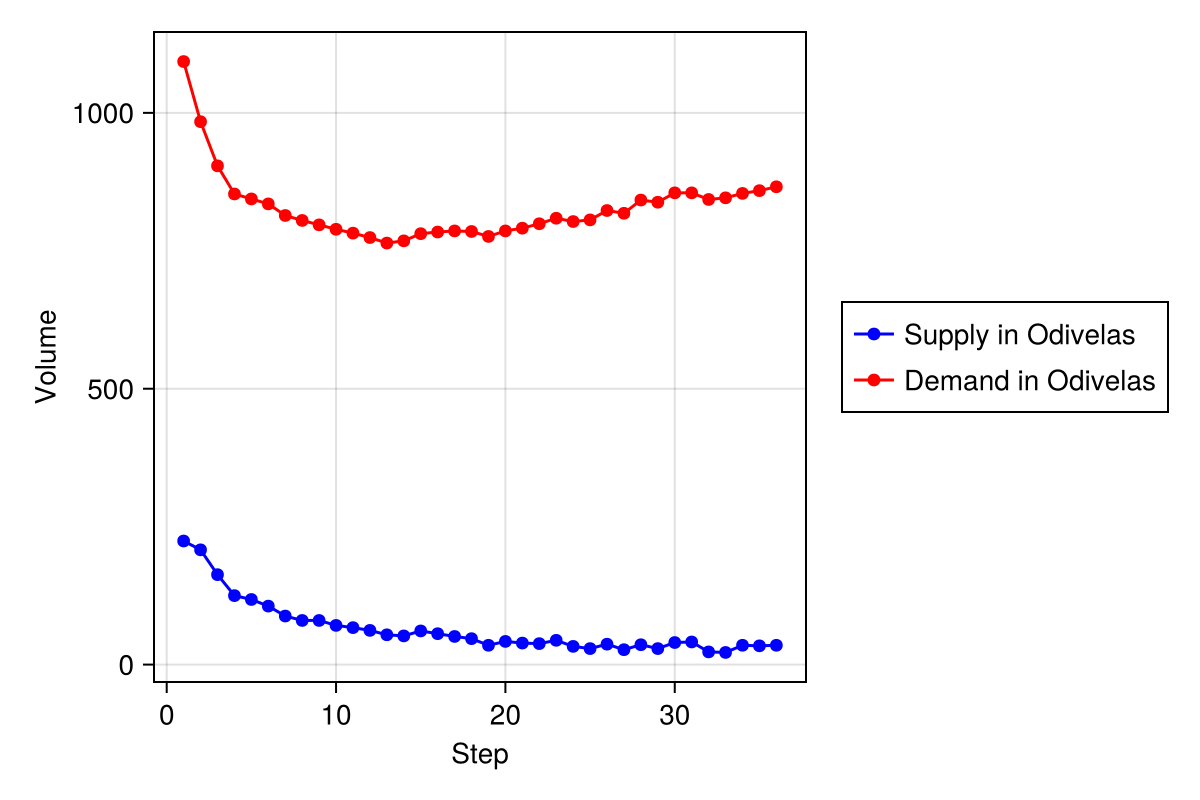 1000
500
0
0 10 20 30
Volume
Step
Supply in Odivelas
Demand in Odivelas